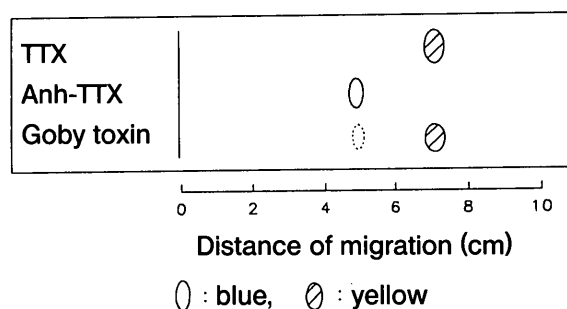 TTX
Anh-TTX
Goby toxin
0 2 4 6 8 10
Distance of migration (cm)
: blue, : yellow